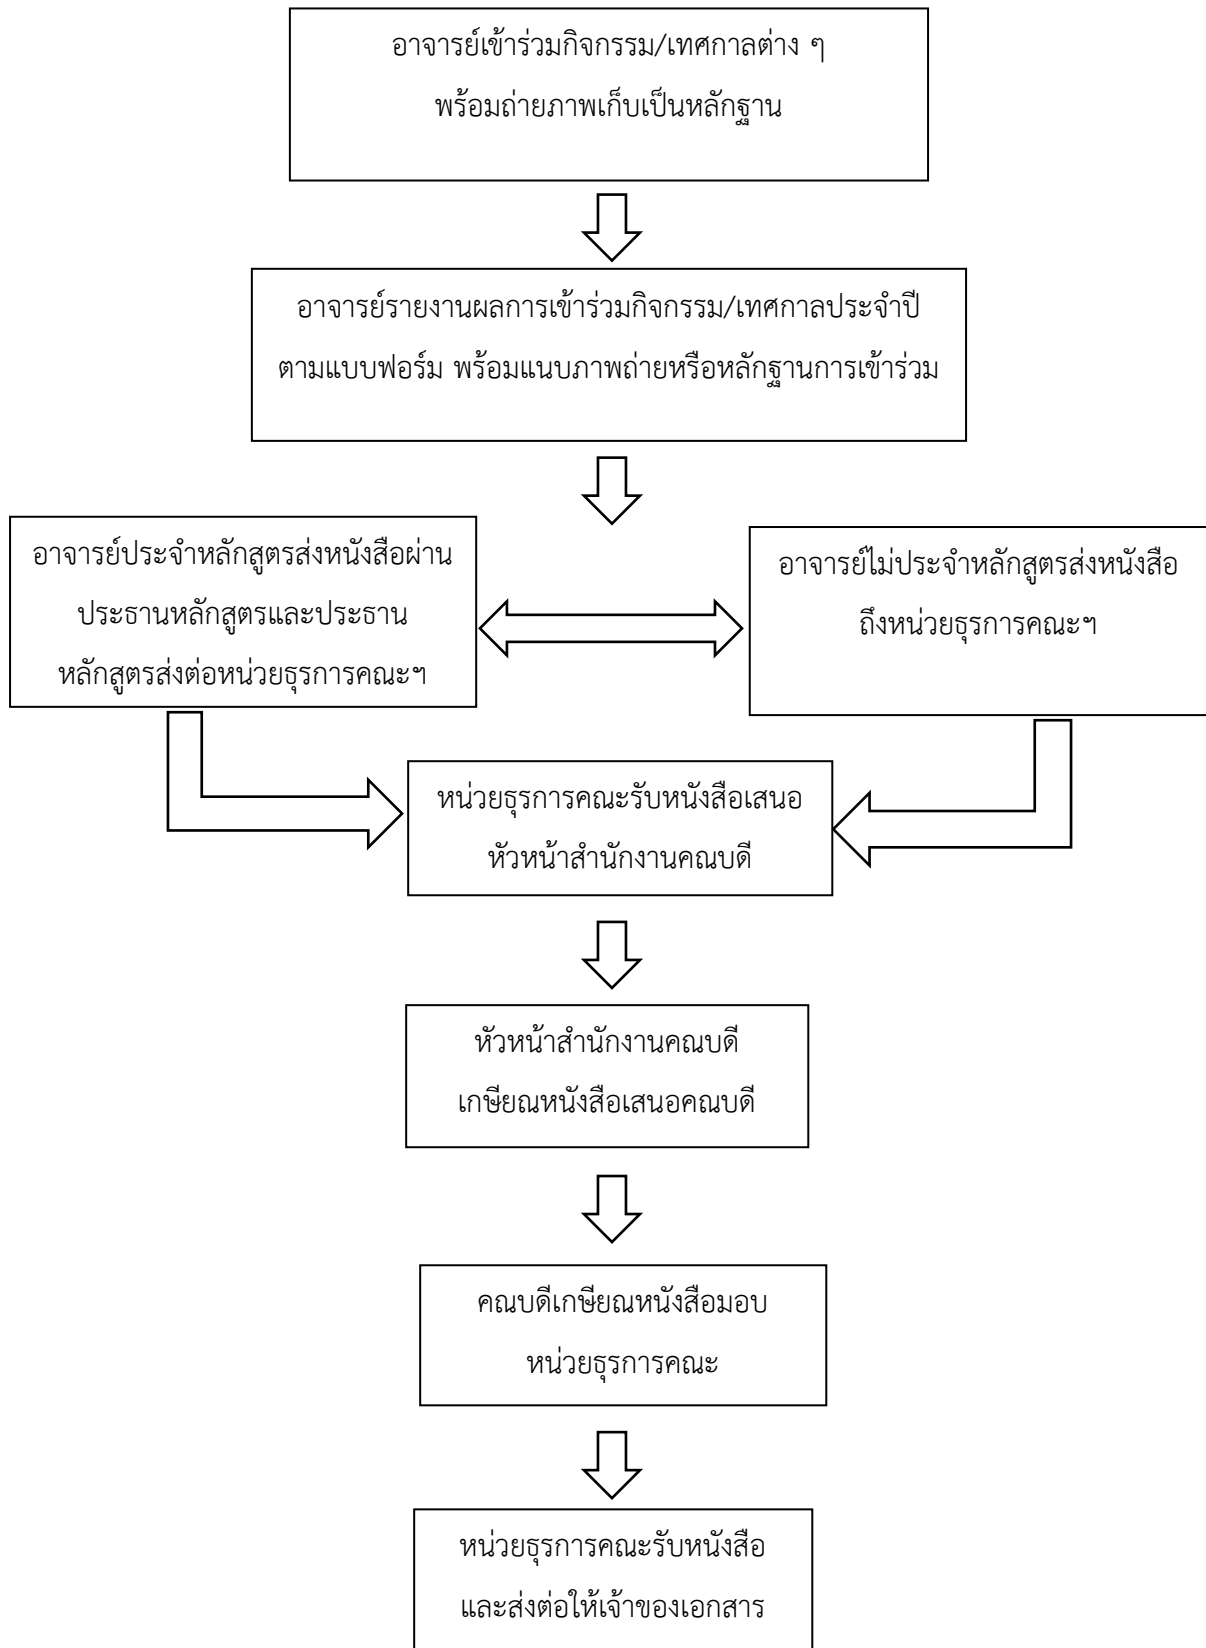 อาจารย์เข้าร่วมกิจกรรม/เทศกาลต่าง ๆ
พร้อมถ่ายภาพเก็บเป็นหลักฐาน
อาจารย์รายงานผลการเข้าร่วมกิจกรรม/เทศกาลประจำปี
ตามแบบฟอร์ม พร้อมแนบภาพถ่ายหรือหลักฐานการเข้าร่วม
อาจารย์ประจำหลักสูตรส่งหนังสือผ่าน
ประธานหลักสูตรและประธาน
หลักสูตรส่งต่อหน่วยธุรการคณะฯ
อาจารย์ไม่ประจำหลักสูตรส่งหนังสือ
ถึงหน่วยธุรการคณะฯ
หน่วยธุรการคณะรับหนังสือเสนอ
หัวหน้าสำนักงานคณบดี
หัวหน้าสำนักงานคณบดี
เกษียณหนังสือเสนอคณบดี
คณบดีเกษียณหนังสือมอบ
หน่วยธุรการคณะ
หน่วยธุรการคณะรับหนังสือ
และส่งต่อให้เจ้าของเอกสาร